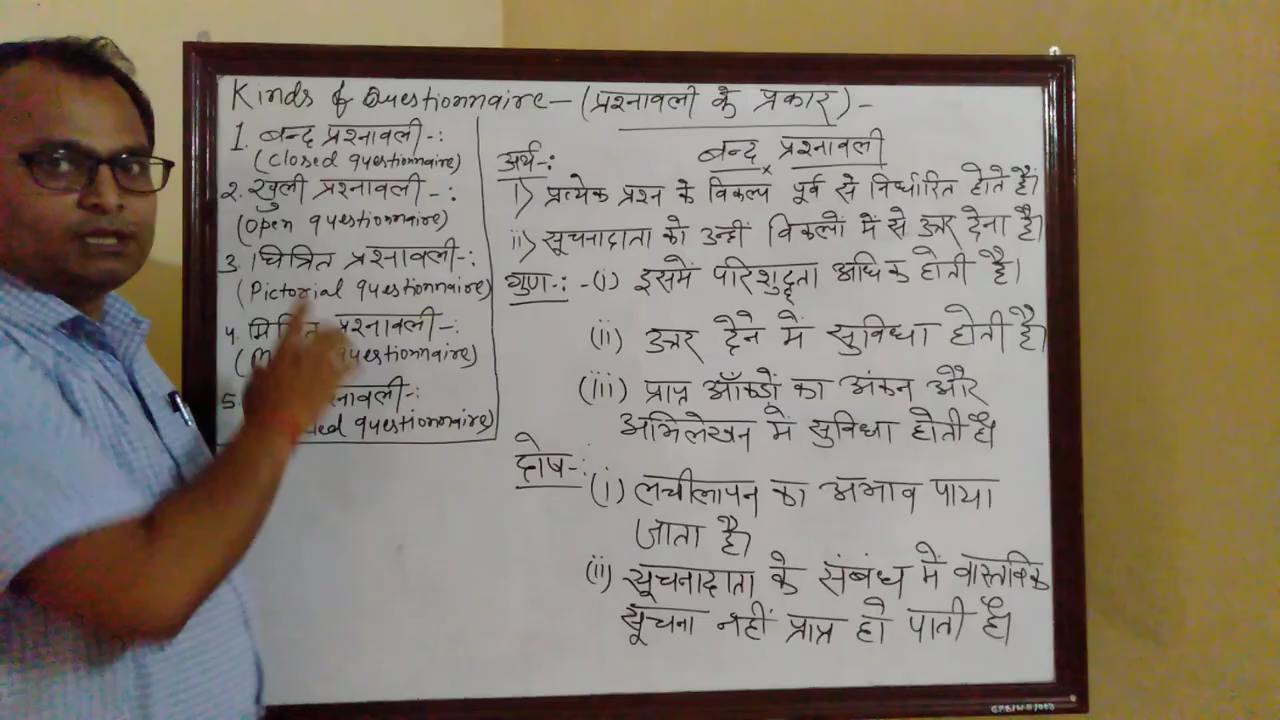 Kinds of Questionnaire - (प्रश्नावली के प्रकार) -
1. बन्द प्रश्नावली -:
(Closed questionnaire)
2. खुली प्रश्नावली -:
(Open questionnaire)
3. चित्रित प्रश्नावली -:
(Pictorial questionnaire)
4. प्रश्नावली -:
questionnaire)
5.
questionnaire)
बन्द प्रश्नावली
अर्थ -:
i) प्रत्येक प्रश्न के विकल्प पूर्व से निर्धारित होते हैं।
ii) सूचनादाता को उन्हीं विकल्पों में से उत्तर देना है।
गुण -: - (i) इसमें परिशुद्धता अधिक होती है।
(ii) उत्तर देने में सुविधा होती है।
(iii) प्राप्त आँकड़ों का अंकन और
अभिलेखन में सुविधा होती है।
दोष -:
(i) लचीलापन का अभाव पाया
जाता है।
(ii) सूचनादाता के संबंध में वास्तविक
सूचना नहीं प्राप्त हो पाती है।